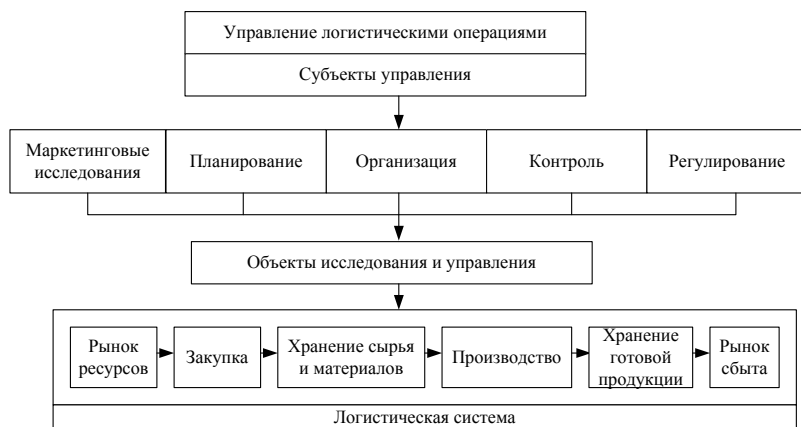 Управление логистическими операциями
Субъекты управления
Маркетинговые
исследования
Планирование
Организация
Контроль
Регулирование
Объекты исследования и управления
Рынок
ресурсов
Закупка
Хранение сырья
и материалов
Производство
Хранение
готовой
продукции
Рынок
сбыта
Логистическая система